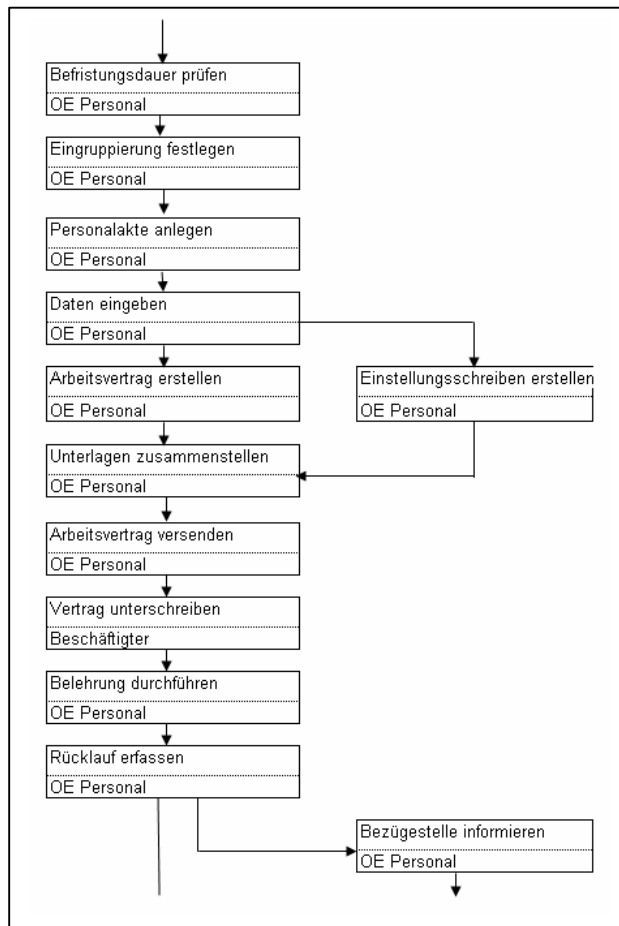 Befristungsdauer prüfen
OE Personal
Eingruppierung festlegen
OE Personal
Personalakte anlegen
OE Personal
Daten eingeben
OE Personal
Arbeitsvertrag erstellen
OE Personal
Einstellungsschreiben erstellen
OE Personal
Unterlagen zusammenstellen
OE Personal
Arbeitsvertrag versenden
OE Personal
Vertrag unterschreiben
Beschäftigter
Belehrung durchführen
OE Personal
Rücklauf erfassen
OE Personal
Bezügestelle informieren
OE Personal